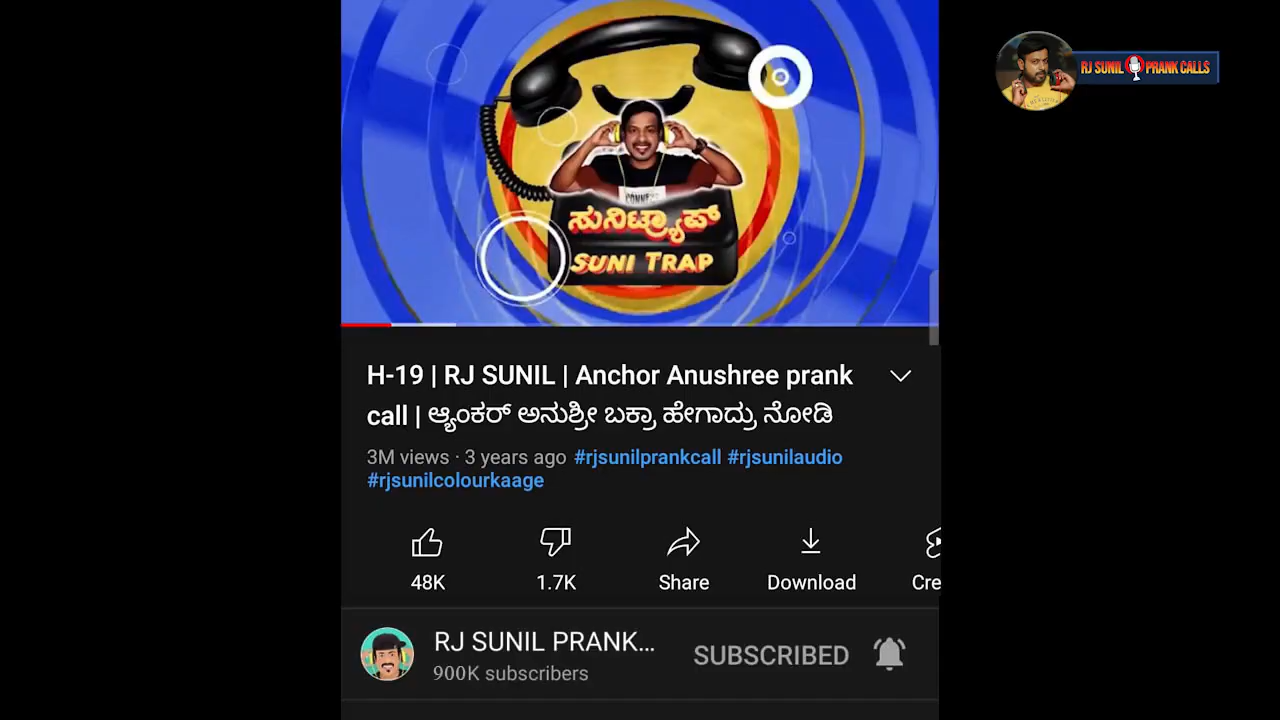 RJ SUNIL PRANK CALLS
ಸುನಿಟ್ರ್ಯಾಪ್
SUNI TRAP
H-19 | RJ SUNIL | Anchor Anushree prank
call | ಆ್ಯಂಕರ್ ಅನುಶ್ರೀ ಬಕ್ರಾ ಹೇಗಾದ್ರು ನೋಡಿ
3M views · 3 years ago #rjsunilprankcall #rjsunilaudio
#rjsunilcolourkaage
48K 1.7K Share Download Cre
RJ SUNIL PRANK... SUBSCRIBED
900K subscribers